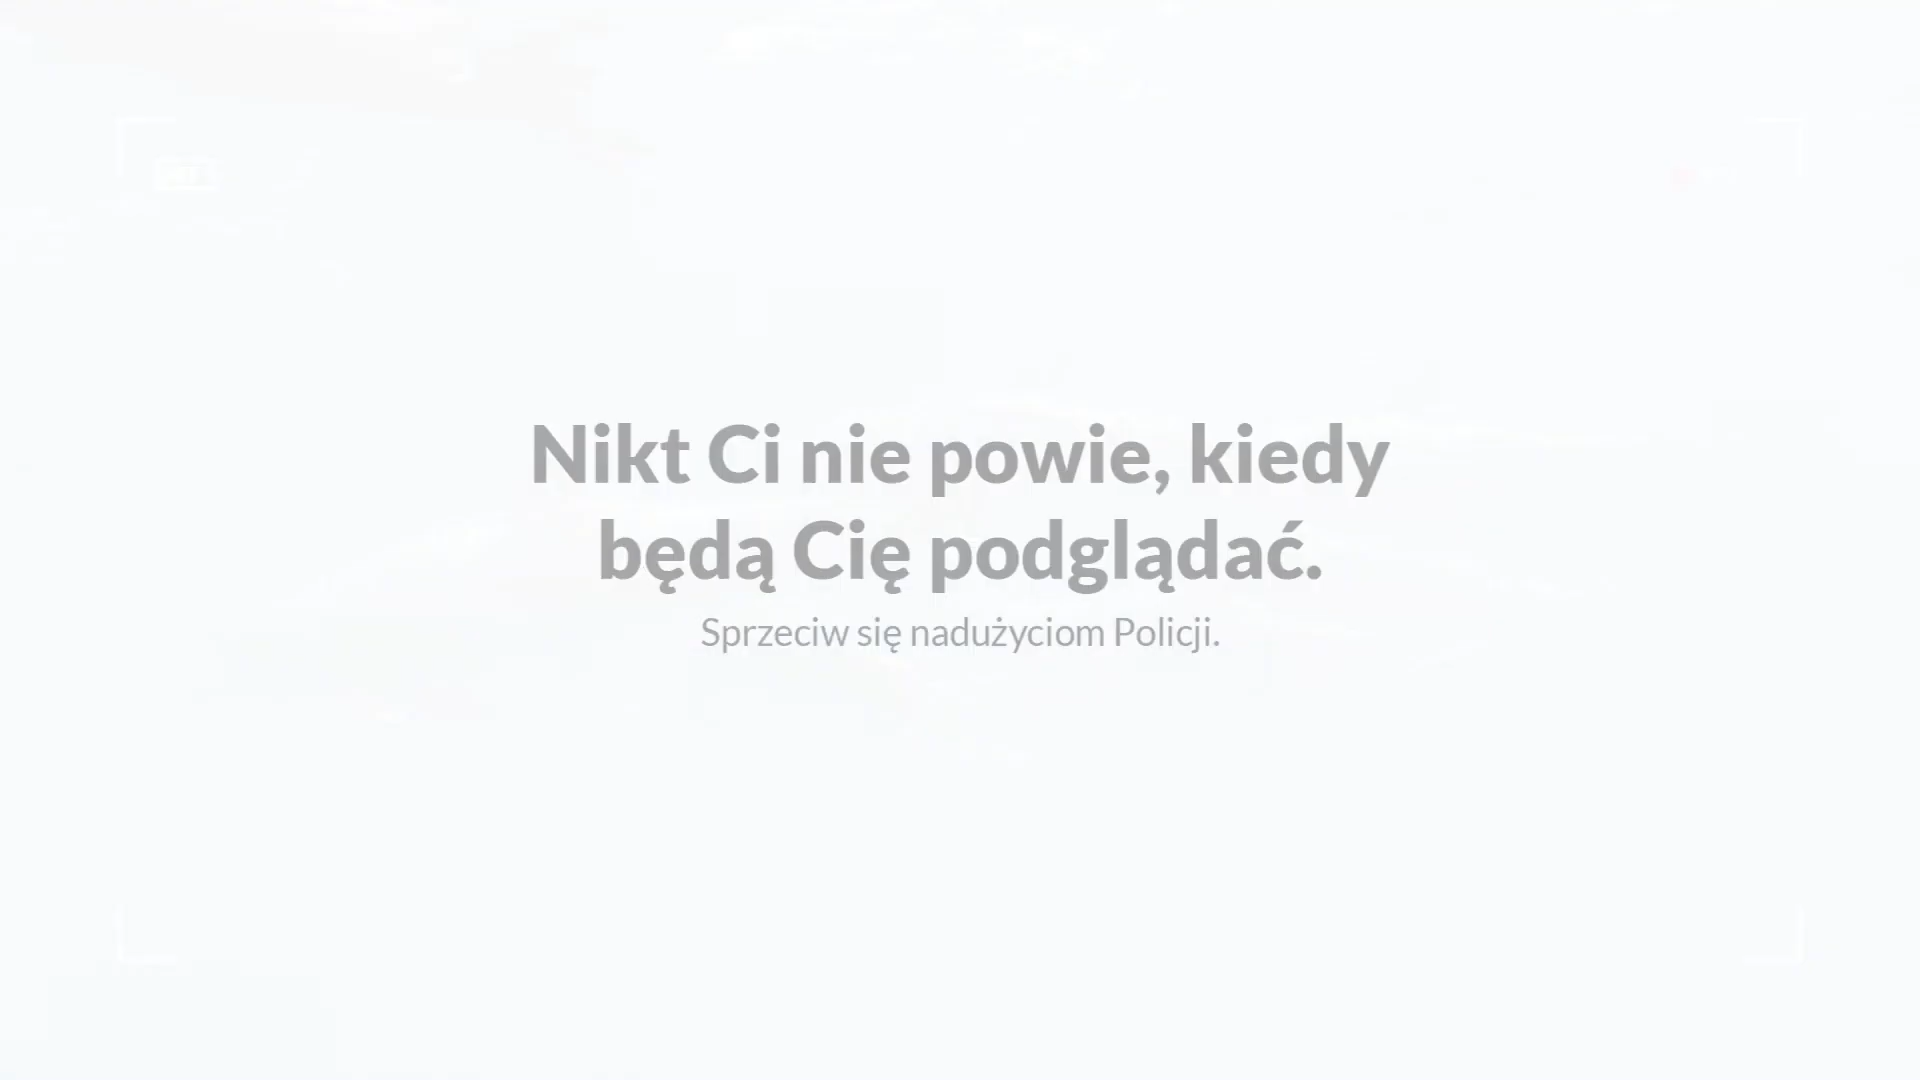 Nikt Ci nie powie, kiedy
będą Cię podglądać.
Sprzeciw się nadużyciom Policji.